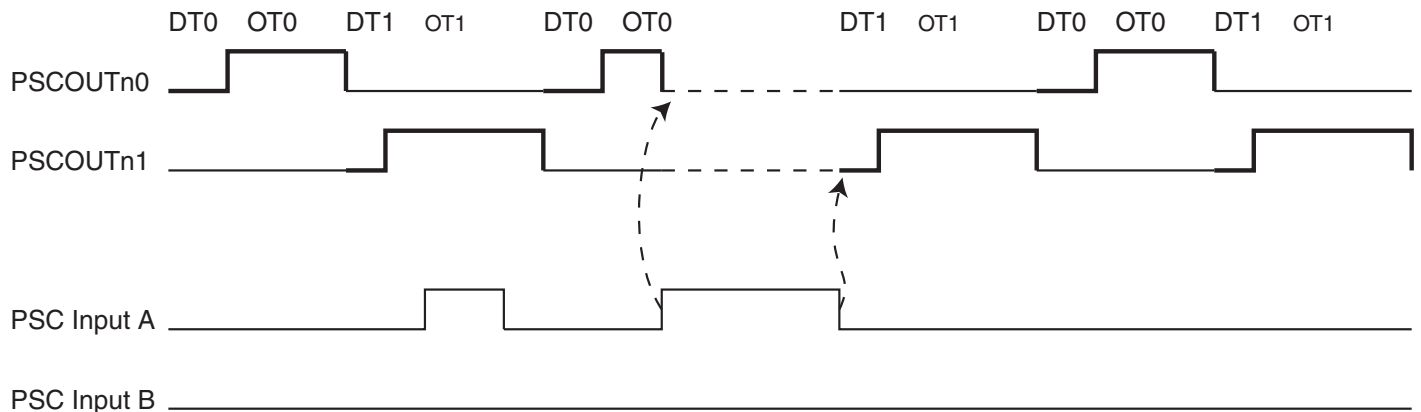 DT0 OT0 DT1 OT1 DT0 OT0 DT1 OT1 DT0 OT0 DT1 OT1
PSCOUTn0
PSCOUTn1
PSC Input A
PSC Input B